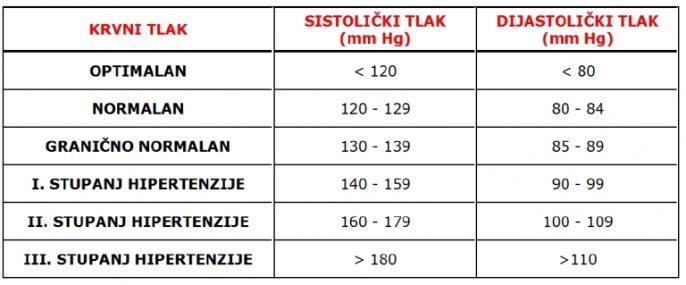 KRVNI TLAK SISTOLIČKI TLAK (mm Hg) DIJASTOLIČKI TLAK (mm Hg)
OPTIMALAN < 120 < 80
NORMALAN 120 - 129 80 - 84
GRANIČNO NORMALAN 130 - 139 85 - 89
I. STUPANJ HIPERTENZIJE 140 - 159 90 - 99
II. STUPANJ HIPERTENZIJE 160 - 179 100 - 109
III. STUPANJ HIPERTENZIJE > 180 >110